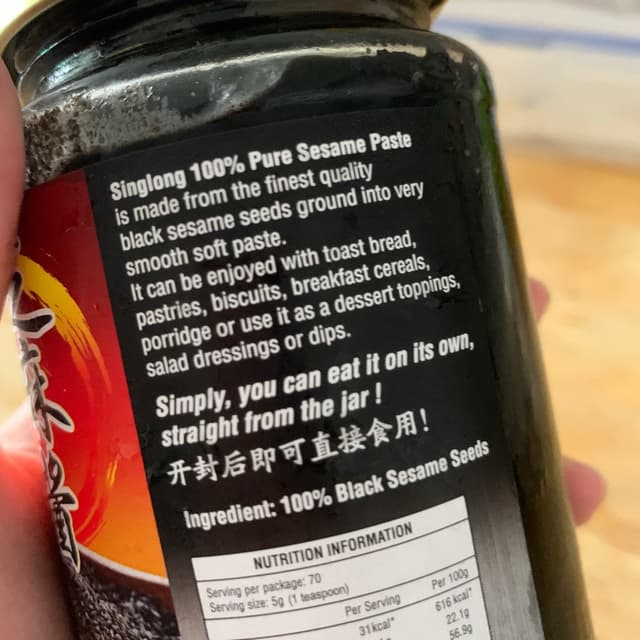 Singlong 100% Pure Sesame Paste
is made from the finest quality
black sesame seeds ground into very
smooth soft paste.
It can be enjoyed with toast bread,
pastries, biscuits, breakfast cereals,
porridge or use it as a dessert toppings,
salad dressings or dips.
Simply, you can eat it on its own,
straight from the jar !
开封后即可直接食用！
Ingredient: 100% Black Sesame Seeds
NUTRITION INFORMATION
Serving per package: 70
Serving size: 5g (1 teaspoon)
Per Serving Per 100g
31kcal* 616 kcal*
22.1g
56.9g